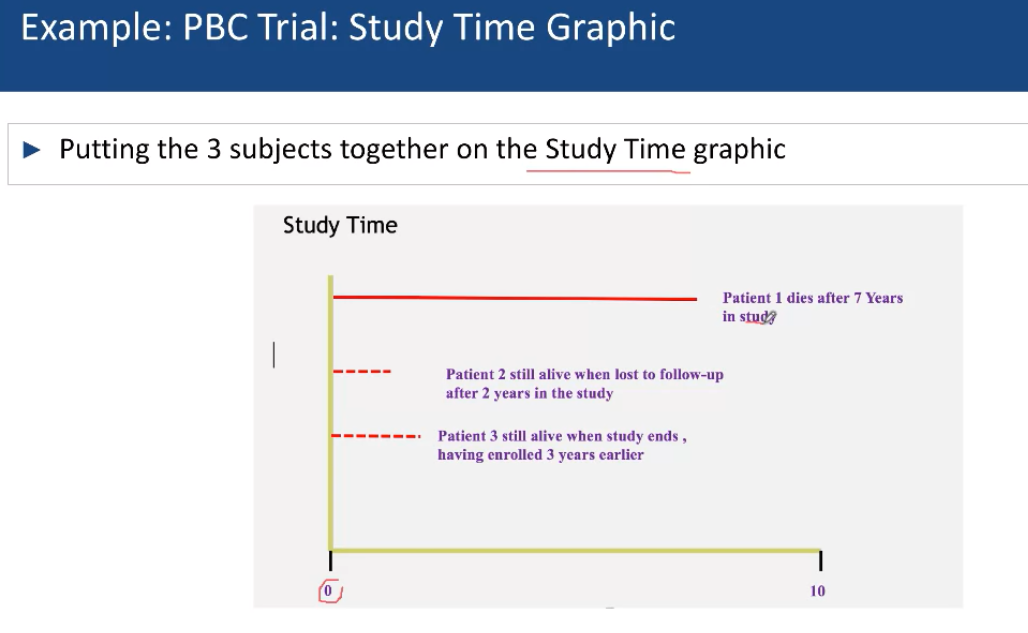 Example: PBC Trial: Study Time Graphic
Putting the 3 subjects together on the Study Time graphic
Study Time
Patient 1 dies after 7 Years
in study
Patient 2 still alive when lost to follow-up
after 2 years in the study
Patient 3 still alive when study ends ,
having enrolled 3 years earlier
0
10